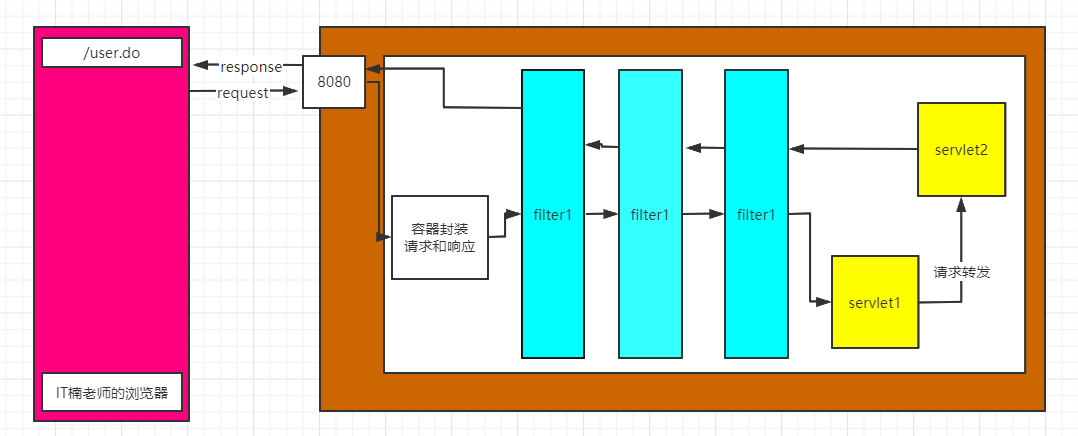 /user.do
response
request
8080
容器封装
请求和响应
filter1
filter1
filter1
servlet2
请求转发
servlet1
IT楠老师的浏览器